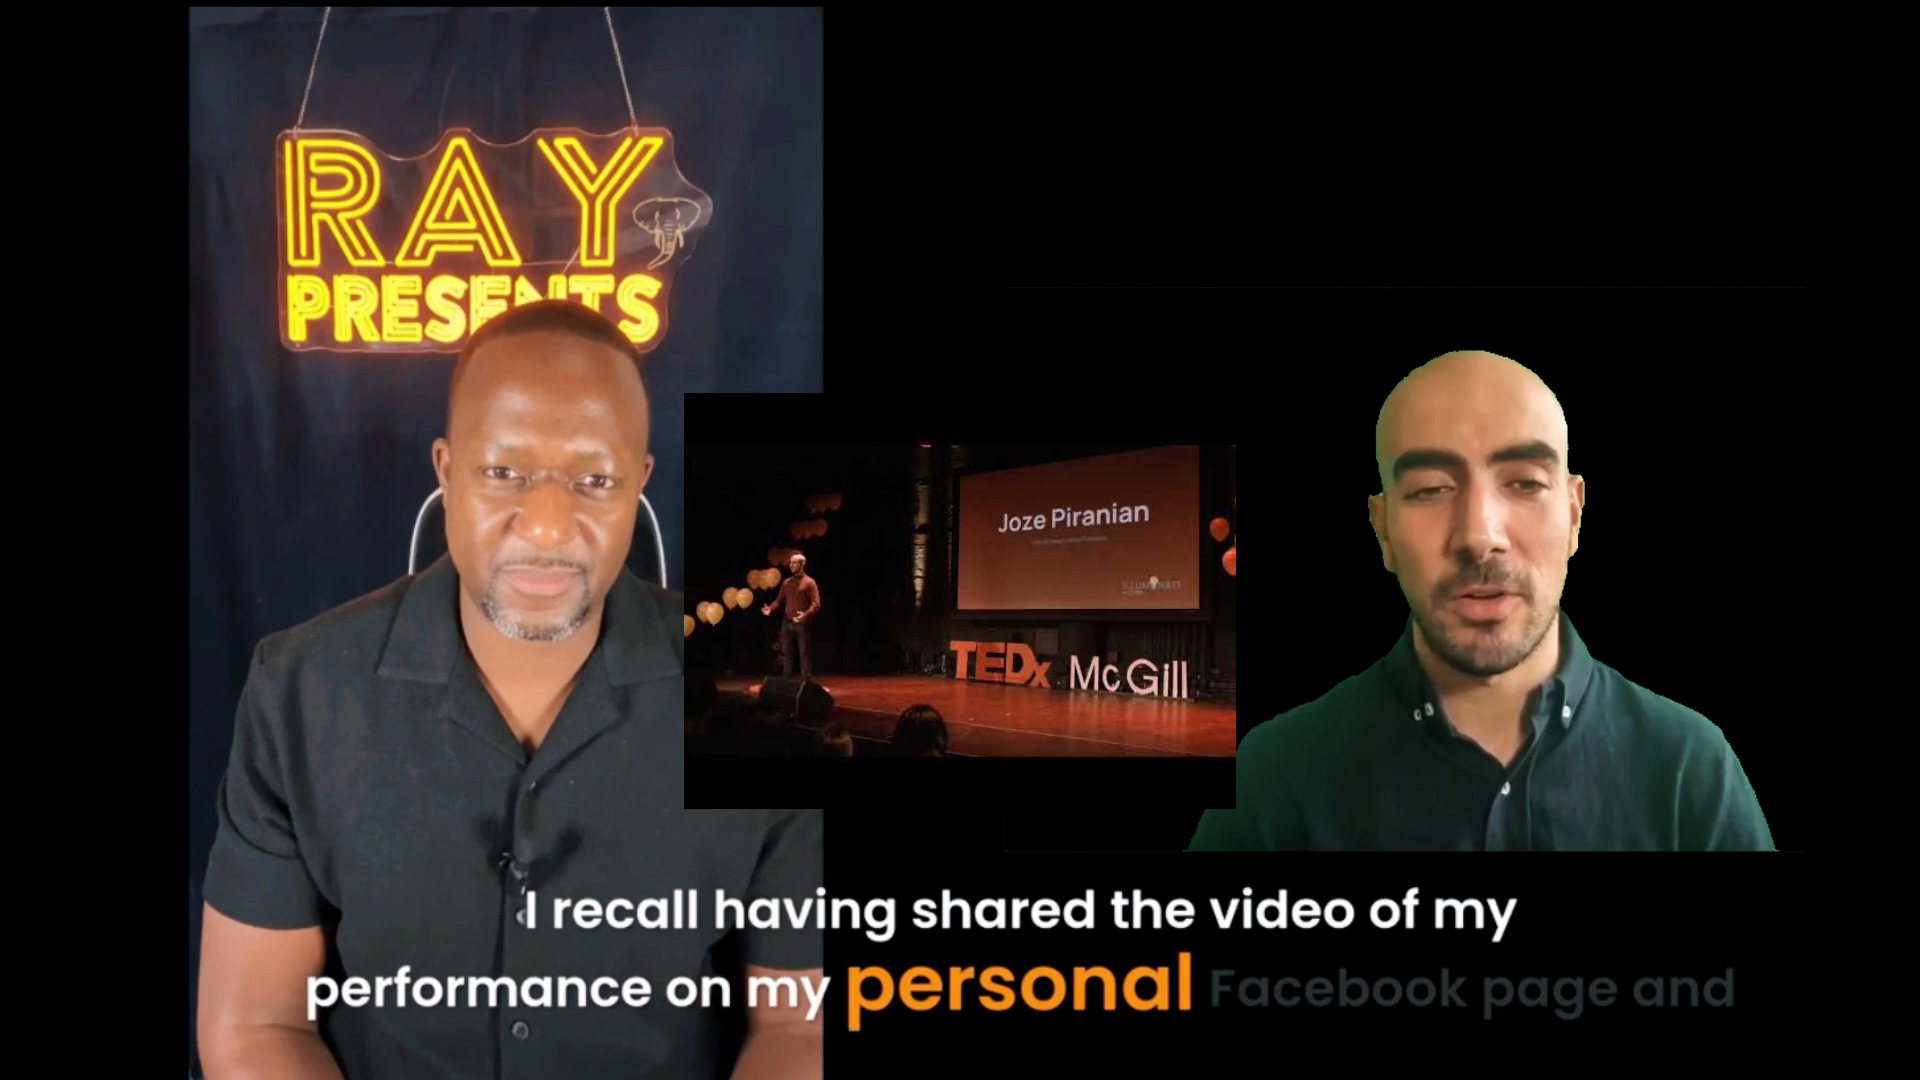 RAY
PRESENTS
Joze Piranian
TEDx McGill
I recall having shared the video of my
performance on my personal Facebook page and